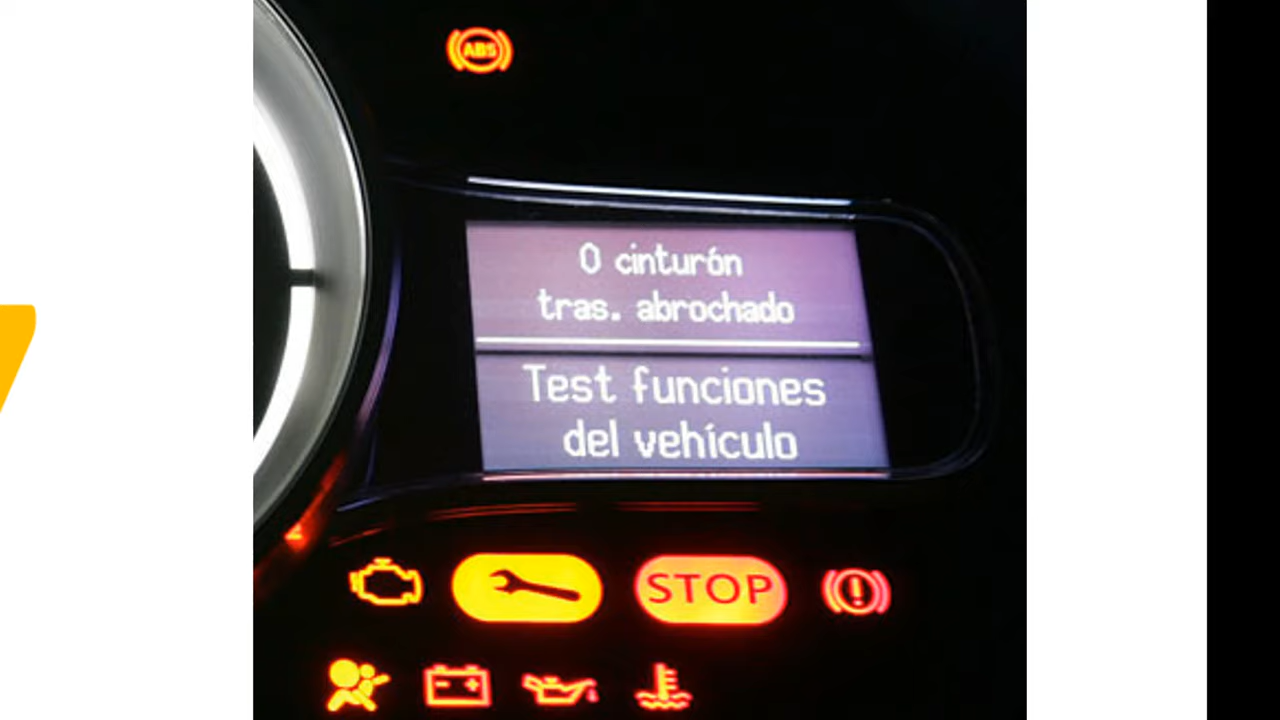 ABS
0 cinturón
tras. abrochado
Test funciones
del vehículo
STOP